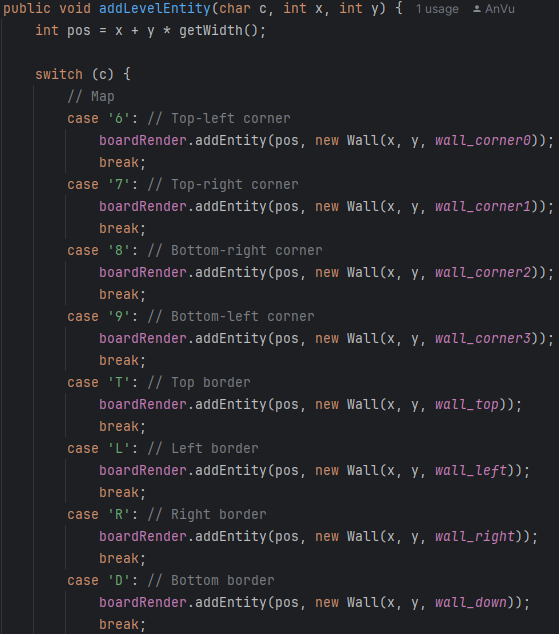 public void addLevelEntity(char c, int x, int y) { 1 usage AnVu
    int pos = x + y * getWidth();

    switch (c) {
        // Map
        case '6': // Top-left corner
            boardRender.addEntity(pos, new Wall(x, y, wall_corner0));
            break;
        case '7': // Top-right corner
            boardRender.addEntity(pos, new Wall(x, y, wall_corner1));
            break;
        case '8': // Bottom-right corner
            boardRender.addEntity(pos, new Wall(x, y, wall_corner2));
            break;
        case '9': // Bottom-left corner
            boardRender.addEntity(pos, new Wall(x, y, wall_corner3));
            break;
        case 'T': // Top border
            boardRender.addEntity(pos, new Wall(x, y, wall_top));
            break;
        case 'L': // Left border
            boardRender.addEntity(pos, new Wall(x, y, wall_left));
            break;
        case 'R': // Right border
            boardRender.addEntity(pos, new Wall(x, y, wall_right));
            break;
        case 'D': // Bottom border
            boardRender.addEntity(pos, new Wall(x, y, wall_down));
            break;